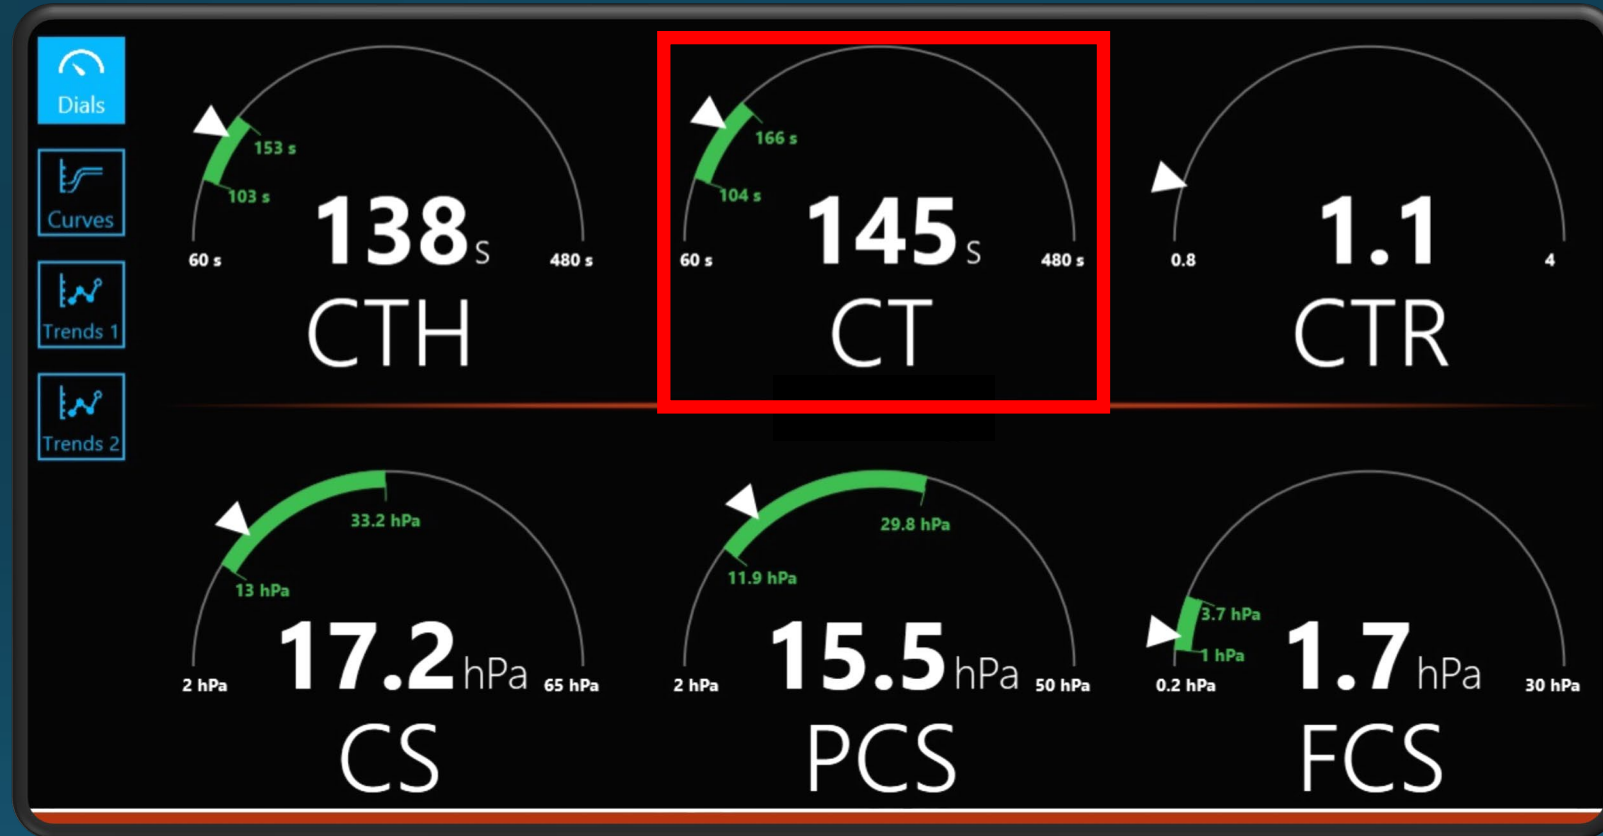 Dials
Curves
Trends 1
Trends 2
153 s
103 s
138 s
60 s
480 s
CTH
166 s
104 s
145 s
60 s
480 s
CT
1.1
0.8
4
CTR
33.2 hPa
13 hPa
17.2 hPa
2 hPa
65 hPa
CS
29.8 hPa
11.9 hPa
15.5 hPa
2 hPa
50 hPa
PCS
3.7 hPa
1 hPa
1.7 hPa
0.2 hPa
30 hPa
FCS